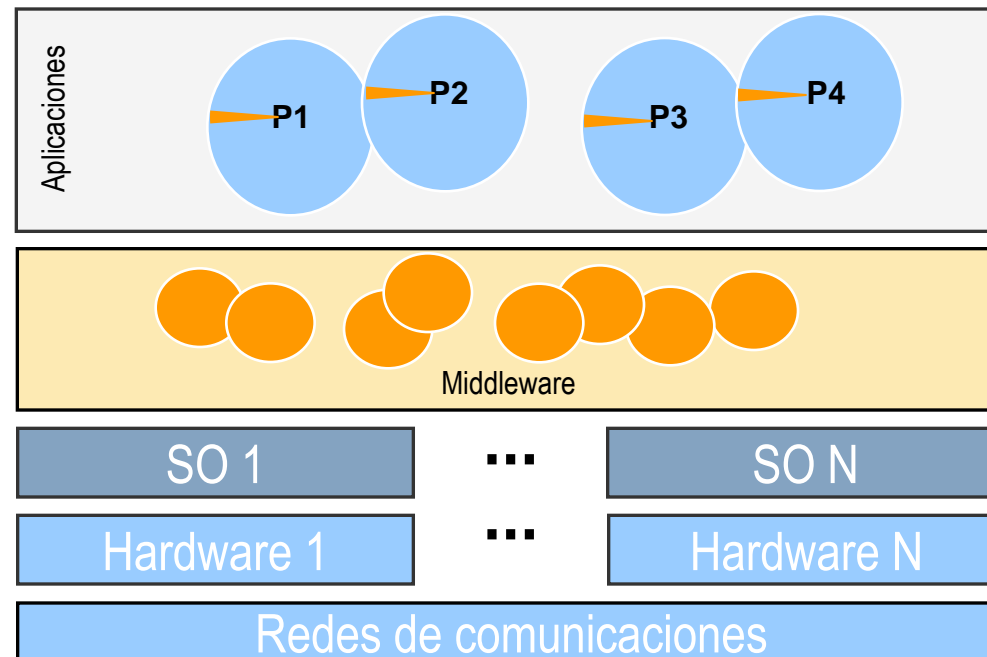 Aplicaciones
P1
P2
P3
P4
Middleware
SO 1
...
SO N
Hardware 1
...
Hardware N
Redes de comunicaciones